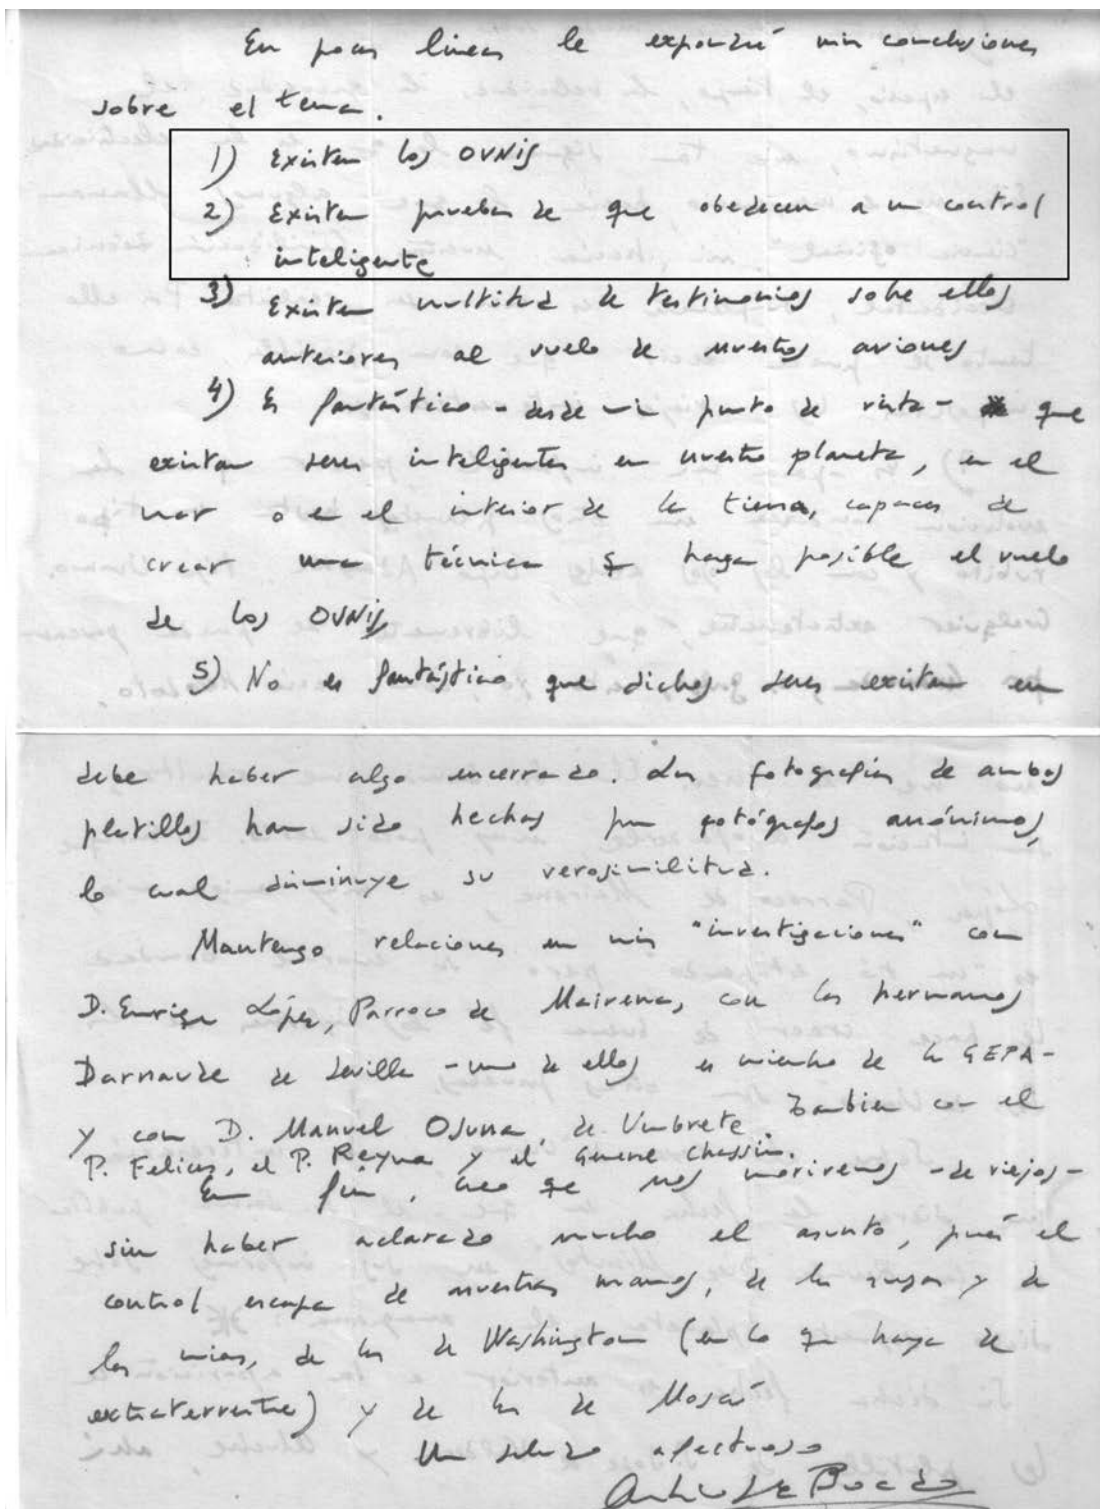 En pocas lineas le expondré mis conclusiones
sobre el tema.
1) Existen los OVNIS
2) Existen pruebas de que obedecen a un control
inteligente
3) Existen multitud de testimonios sobre ellos
anteriores al vuelo de nuestros aviones
4) Es fantástico - desde mi punto de vista - que
existan seres inteligentes en nuestro planeta, en el
mar o en el interior de la tierra, capaces de
crear una técnica q haga posible el vuelo
de los OVNIS
5) No es fantástico que dichos seres existan en
debe haber algo encerrado. Las fotografías de ambos
platillos han sido hechas por fotógrafos anónimos,
lo cual disminuye su verosimilitud.
Mantengo relaciones en mis "investigaciones" con
D. Enrique López, Parroco de Mairena, con los hermanos
Darnaude de Sevilla - uno de ellos es miembro de la GEPA -
y con D. Manuel Osuna, de Umbrete. Tambien con el
P. Felices, el P. Reyna y el General Chassin.
En fin, creo que nos moriremos - de viejos -
sin haber aclarado mucho el asunto, pues el
control escapa de nuestras manos, de las suyas y de
las mias, de las de Washington (en lo que haya de
extraterrestre) y de las de Moscú
Un saludo afectuoso